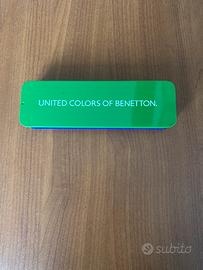 UNITED COLORS OF BENETTON.
subito